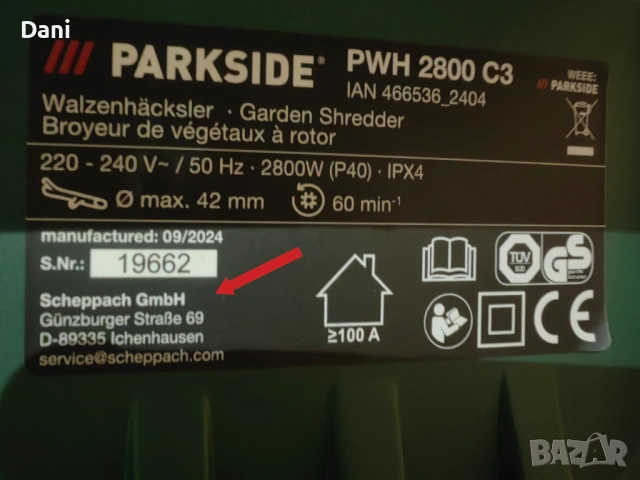 Dani
PARKSIDE®
PWH 2800 C3
IAN 466536_2404
WEEE:
PARKSIDE
Walzenhäcksler · Garden Shredder
Broyeur de végétaux à rotor
220 - 240 V~ / 50 Hz · 2800W (P40) · IPX4
Ø max. 42 mm
60 min-1
manufactured: 09/2024
S.Nr.: 19662
Scheppach GmbH
Günzburger Straße 69
D-89335 Ichenhausen
service@scheppach.com
≥100 A
TÜV
SÜD
GS
CE
BAZAR